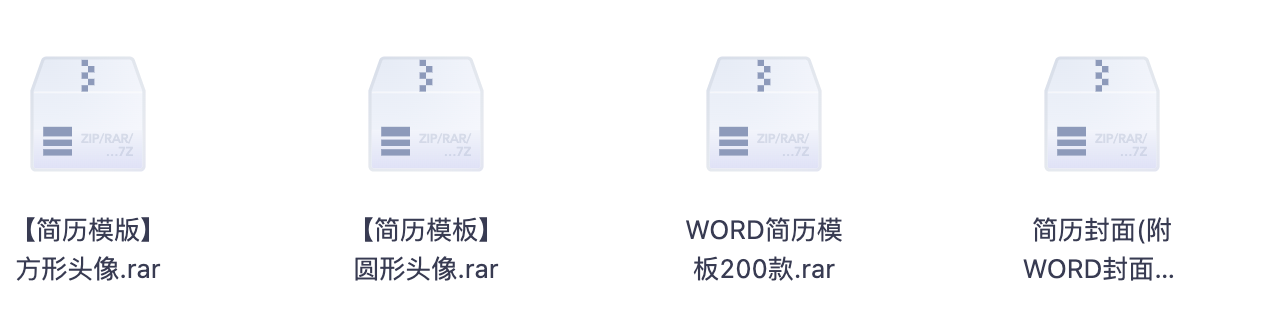 ZIP/RAR/
...7Z
ZIP/RAR/
...7Z
ZIP/RAR/
...7Z
ZIP/RAR/
...7Z
【简历模版】
方形头像.rar
【简历模板】
圆形头像.rar
WORD简历模
板200款.rar
简历封面(附
WORD封面...